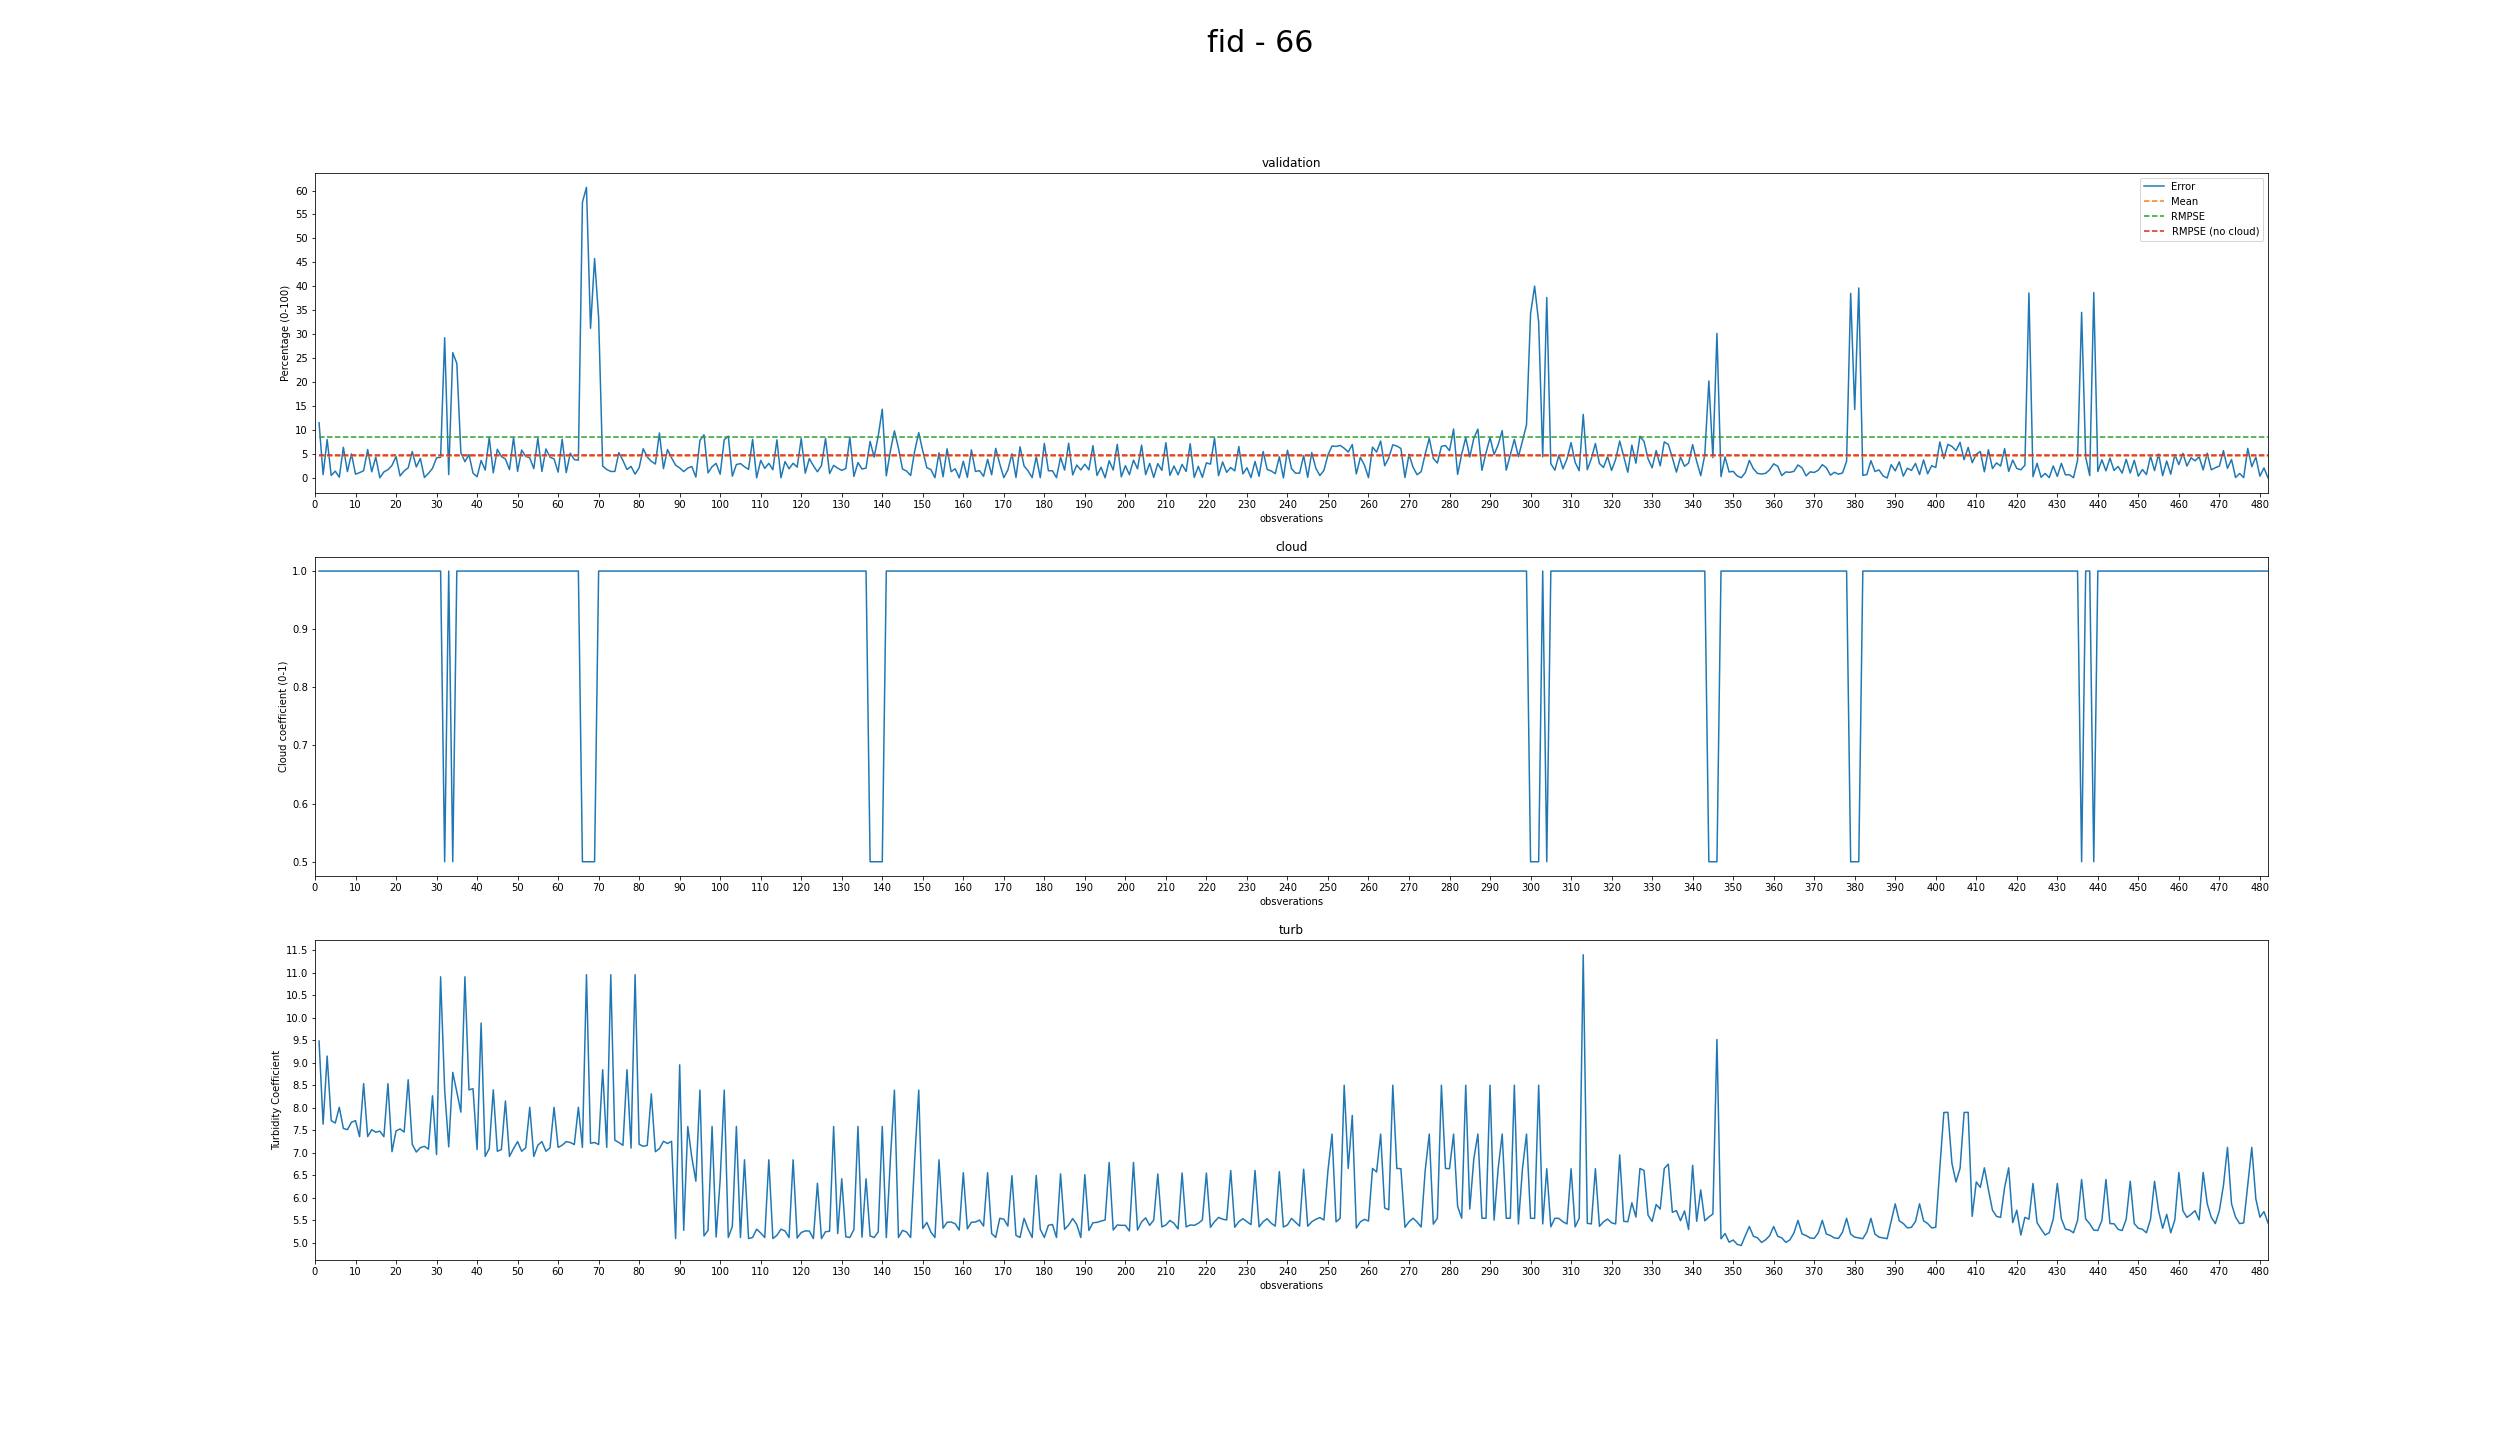 fid - 66
validation
60
55
50
45
40
35
30
25
20
15
10
5
0
Percentage (0-100)
Error
Mean
RMPSE
RMPSE (no cloud)
0 10 20 30 40 50 60 70 80 90 100 110 120 130 140 150 160 170 180 190 200 210 220 230 240 250 260 270 280 290 300 310 320 330 340 350 360 370 380 390 400 410 420 430 440 450 460 470 480
obsverations
cloud
1.0
0.9
0.8
0.7
0.6
0.5
Cloud coefficient (0-1)
0 10 20 30 40 50 60 70 80 90 100 110 120 130 140 150 160 170 180 190 200 210 220 230 240 250 260 270 280 290 300 310 320 330 340 350 360 370 380 390 400 410 420 430 440 450 460 470 480
obsverations
turb
11.5
11.0
10.5
10.0
9.5
9.0
8.5
8.0
7.5
7.0
6.5
6.0
5.5
5.0
Turbidity Coefficient
0 10 20 30 40 50 60 70 80 90 100 110 120 130 140 150 160 170 180 190 200 210 220 230 240 250 260 270 280 290 300 310 320 330 340 350 360 370 380 390 400 410 420 430 440 450 460 470 480
obsverations